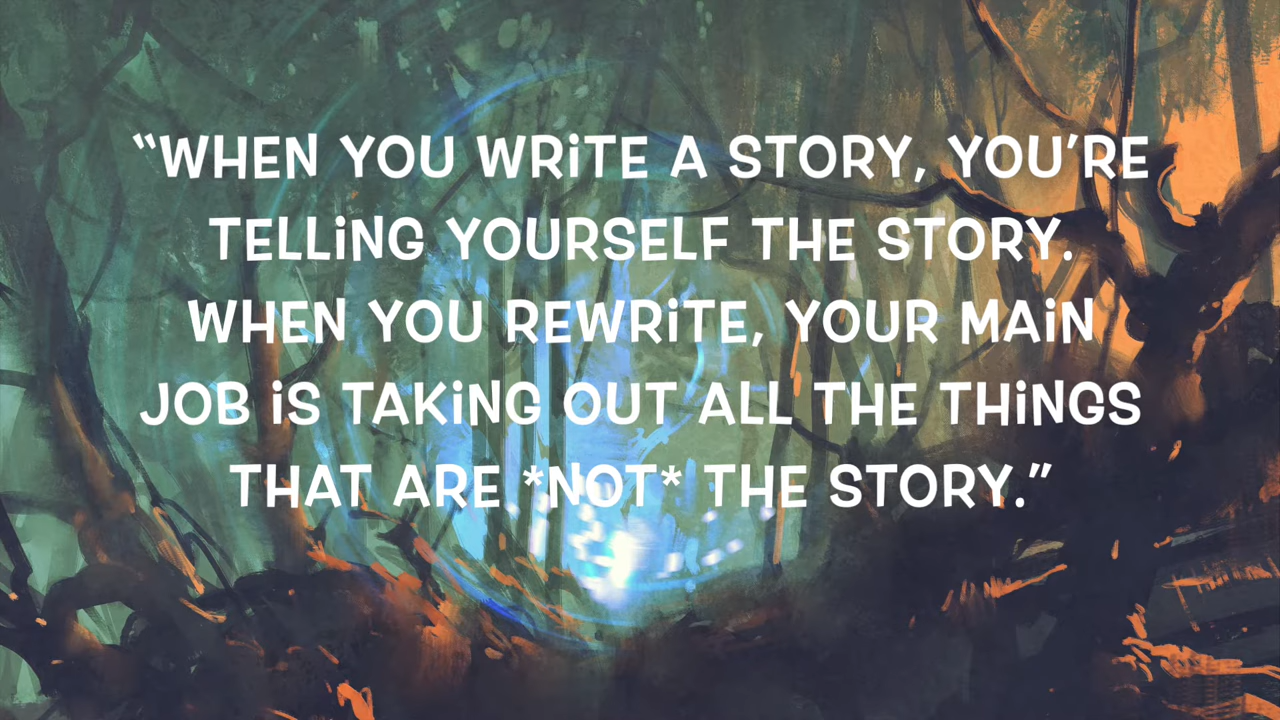 “WHEN YOU WRiTE A STORY, YOU’RE
TELLiNG YOURSELF THE STORY.
WHEN YOU REWRiTE, YOUR MAiN
JOB iS TAKiNG OUT ALL THE THiNGS
THAT ARE *NOT* THE STORY.”